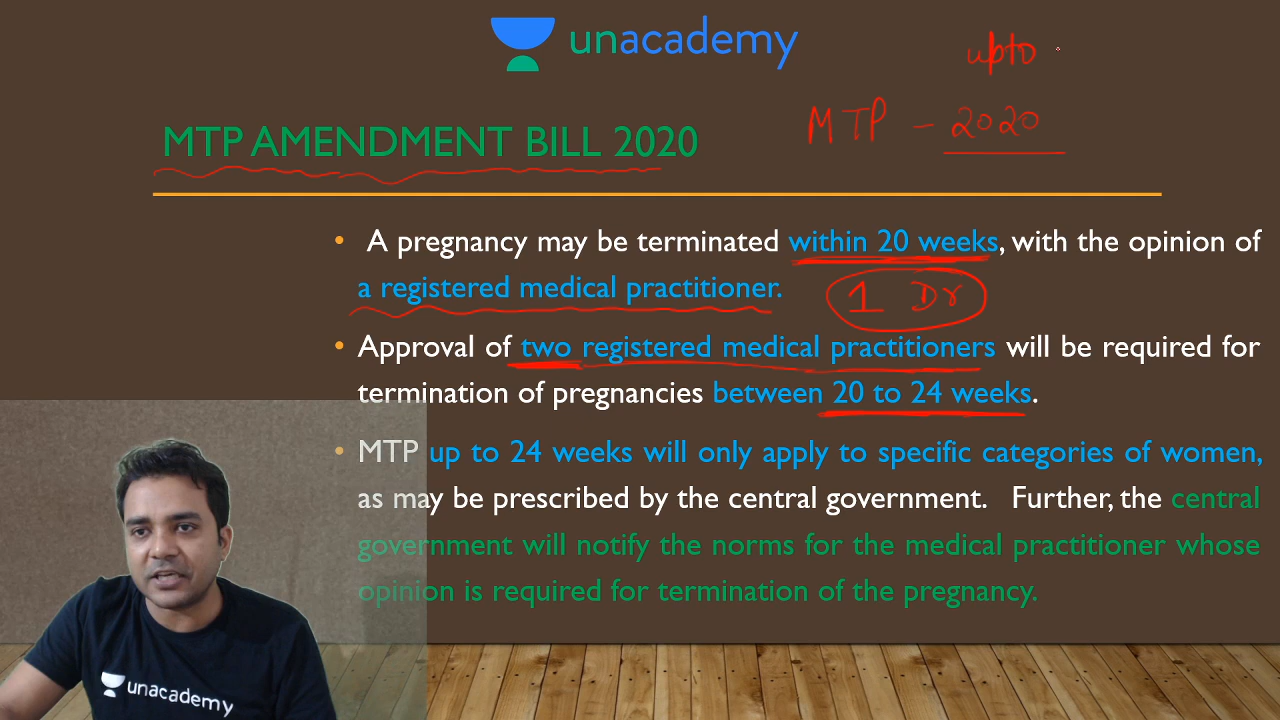 unacademy
upto
MTP - 2020
MTP AMENDMENT BILL 2020
• A pregnancy may be terminated within 20 weeks, with the opinion of
a registered medical practitioner.
1 Dr
• Approval of two registered medical practitioners will be required for
termination of pregnancies between 20 to 24 weeks.
• MTP up to 24 weeks will only apply to specific categories of women,
as may be prescribed by the central government. Further, the central
government will notify the norms for the medical practitioner whose
opinion is required for termination of the pregnancy.
unacademy